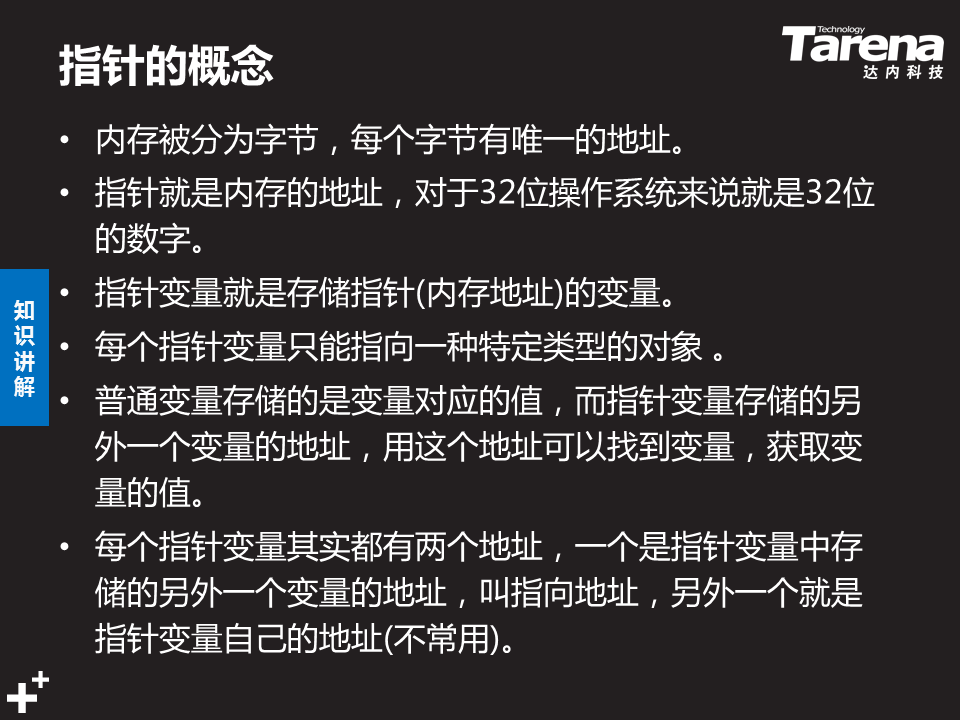 指针的概念
Technology
Tarena
达内科技
• 内存被分为字节，每个字节有唯一的地址。
• 指针就是内存的地址，对于32位操作系统来说就是32位
的数字。
• 指针变量就是存储指针(内存地址)的变量。
• 每个指针变量只能指向一种特定类型的对象 。
• 普通变量存储的是变量对应的值，而指针变量存储的另
外一个变量的地址，用这个地址可以找到变量，获取变
量的值。
• 每个指针变量其实都有两个地址，一个是指针变量中存
储的另外一个变量的地址，叫指向地址，另外一个就是
指针变量自己的地址(不常用)。
知
识
讲
解